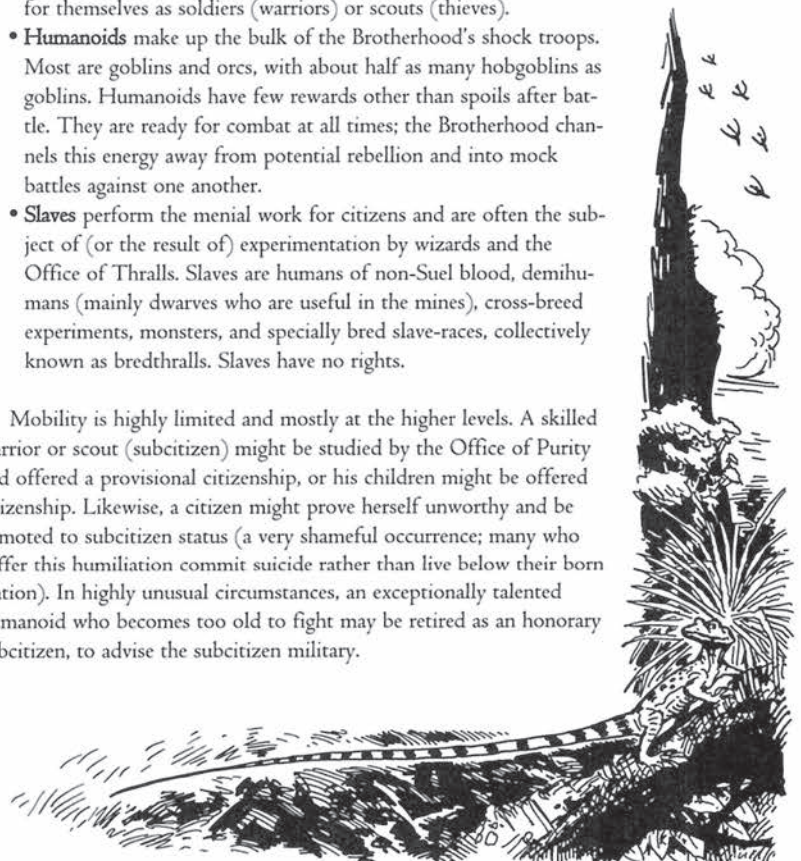 for themselves as soldiers (warriors) or scouts (thieves).
• Humanoids make up the bulk of the Brotherhood's shock troops.
Most are goblins and orcs, with about half as many hobgoblins as
goblins. Humanoids have few rewards other than spoils after bat-
tle. They are ready for combat at all times; the Brotherhood chan-
nels this energy away from potential rebellion and into mock
battles against one another.
• Slaves perform the menial work for citizens and are often the sub-
ject of (or the result of) experimentation by wizards and the
Office of Thralls. Slaves are humans of non-Suel blood, demihu-
mans (mainly dwarves who are useful in the mines), cross-breed
experiments, monsters, and specially bred slave-races, collectively
known as bredthralls. Slaves have no rights.
Mobility is highly limited and mostly at the higher levels. A skilled
rrior or scout (subcitizen) might be studied by the Office of Purity
d offered a provisional citizenship, or his children might be offered
izenship. Likewise, a citizen might prove herself unworthy and be
moted to subcitizen status (a very shameful occurrence; many who
ffer this humiliation commit suicide rather than live below their born
tion). In highly unusual circumstances, an exceptionally talented
manoid who becomes too old to fight may be retired as an honorary
bcitizen, to advise the subcitizen military.